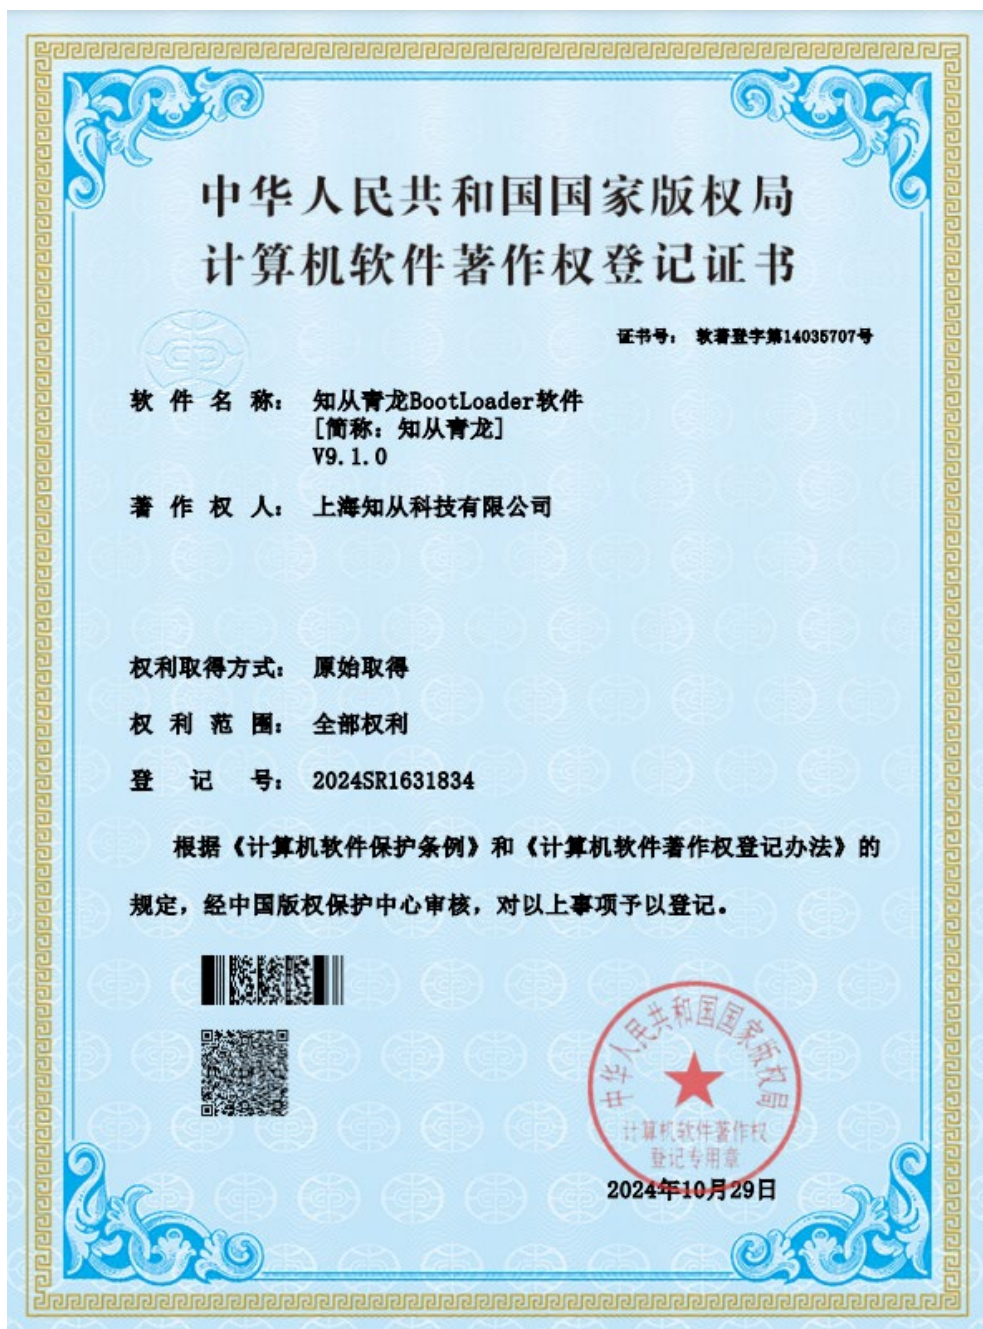 中华人民共和国国家版权局
计算机软件著作权登记证书
证书号： 软著登字第14035707号
软件名称： 知从青龙BootLoader软件
[简称：知从青龙]
V9.1.0
著作权人： 上海知从科技有限公司
权利取得方式： 原始取得
权利范围： 全部权利
登记号： 2024SR1631834
根据《计算机软件保护条例》和《计算机软件著作权登记办法》的
规定，经中国版权保护中心审核，对以上事项予以登记。
中华人民共和国国家版权局
计算机软件著作权
登记专用章
2024年10月29日